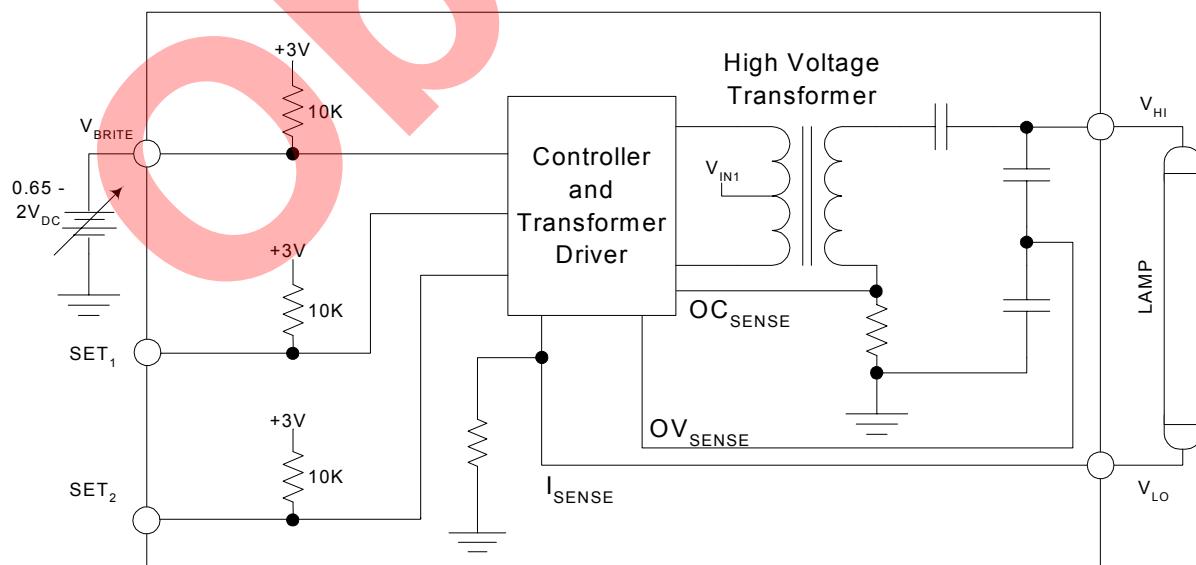 +3V
10K
V_BRITE
0.65 -
2V_DC
+3V
10K
SET_1
+3V
10K
SET_2
Controller
and
Transformer
Driver
High Voltage
Transformer
V_IN1
OC_SENSE
OV_SENSE
I_SENSE
V_HI
LAMP
V_LO
Ob